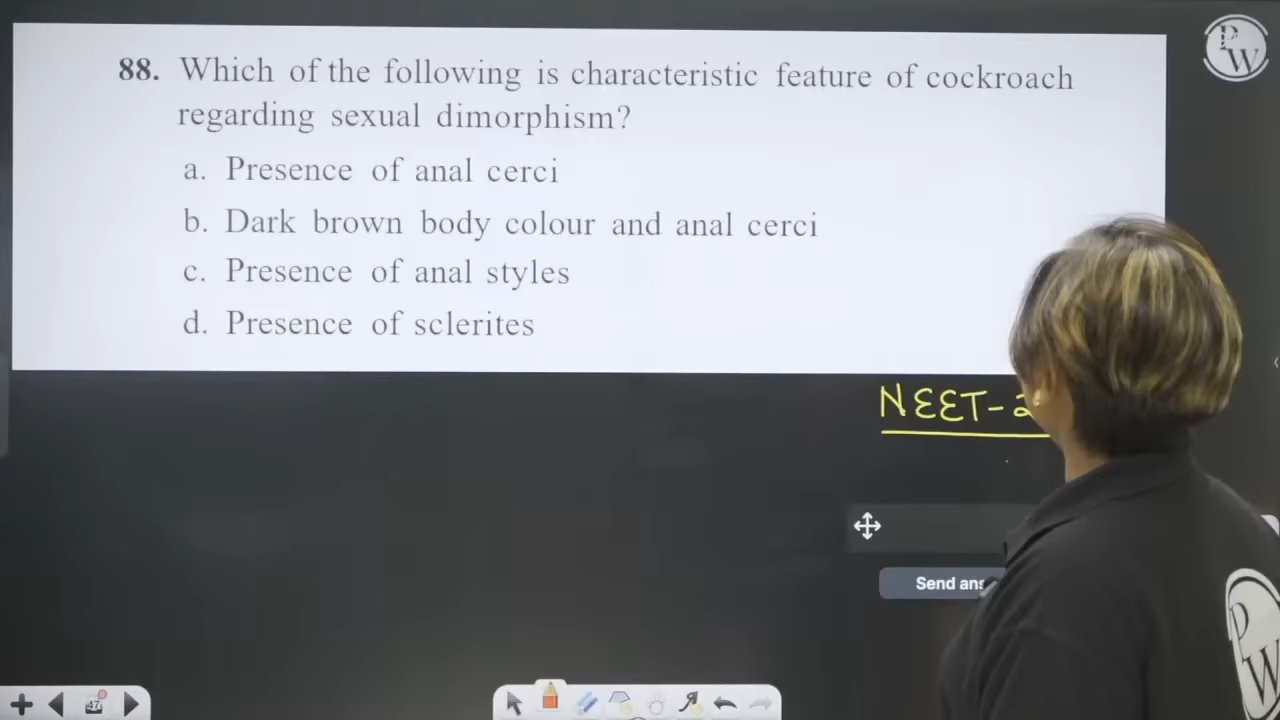 88. Which of the following is characteristic feature of cockroach
regarding sexual dimorphism?
a. Presence of anal cerci
b. Dark brown body colour and anal cerci
c. Presence of anal styles
d. Presence of sclerites
NEET-
Send
47
P
W
P
W